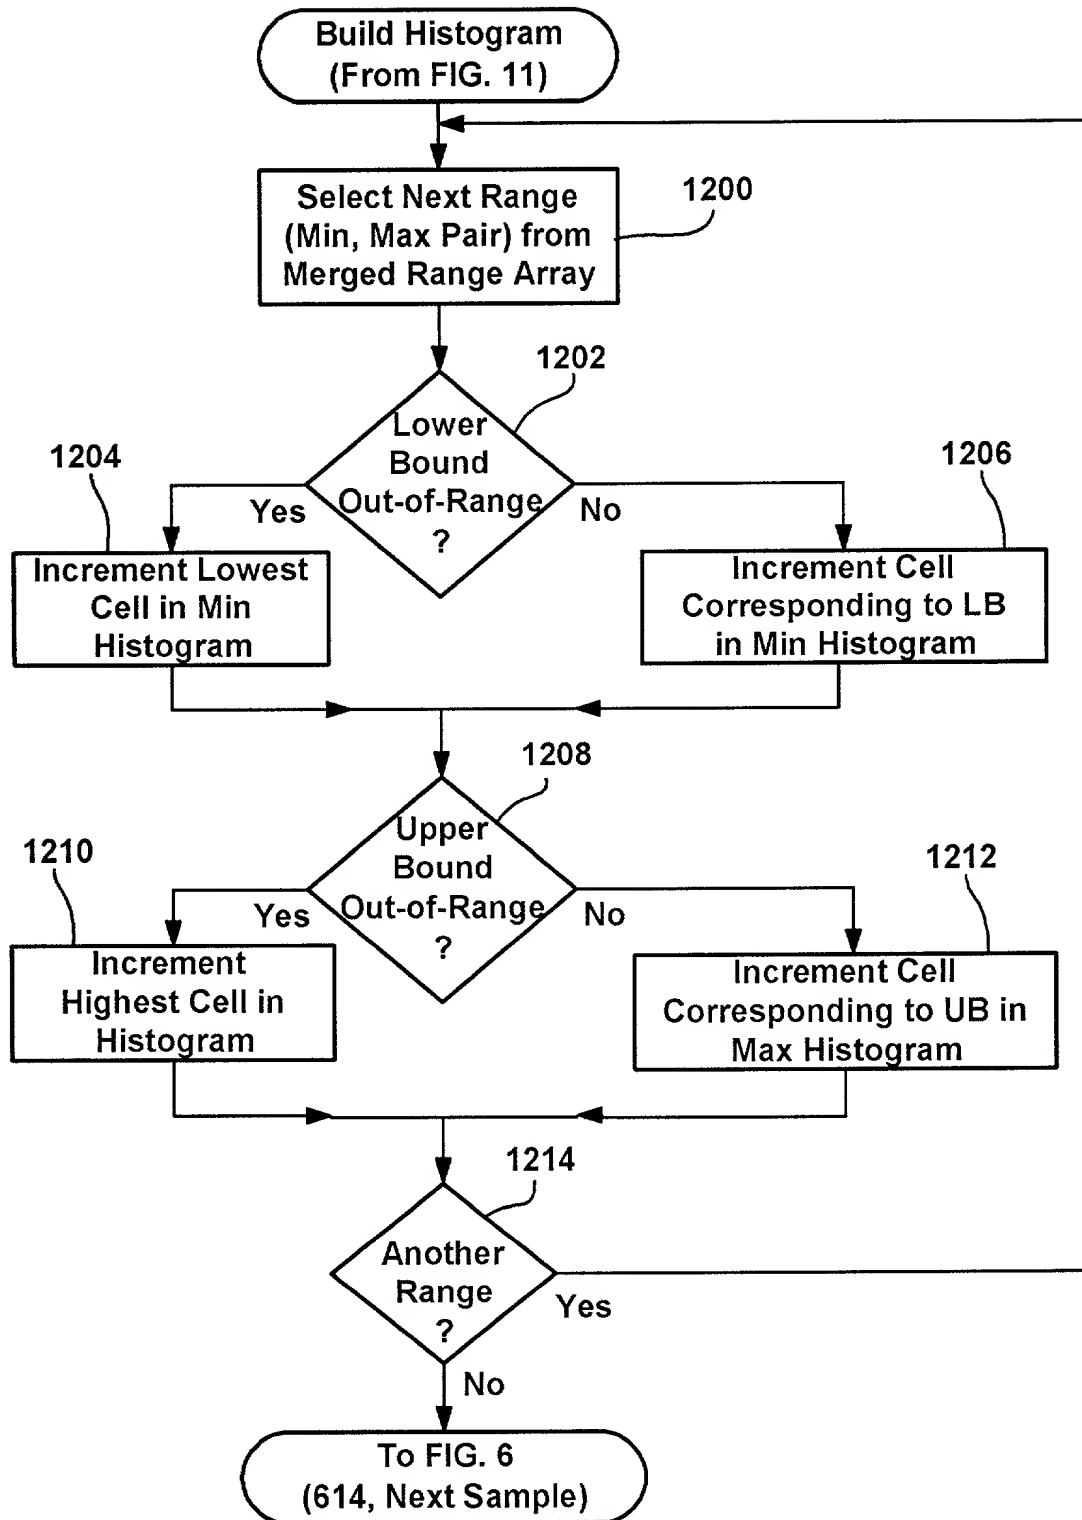 Build Histogram
(From FIG. 11)
Select Next Range
(Min, Max Pair) from
Merged Range Array
1200
1202
Lower
Bound
Out-of-Range
?
Yes
No
1204
Increment Lowest
Cell in Min
Histogram
1206
Increment Cell
Corresponding to LB
in Min Histogram
1208
Upper
Bound
Out-of-Range
?
Yes
No
1210
Increment
Highest Cell in
Histogram
1212
Increment Cell
Corresponding to UB in
Max Histogram
1214
Another
Range
?
Yes
No
To FIG. 6
(614, Next Sample)